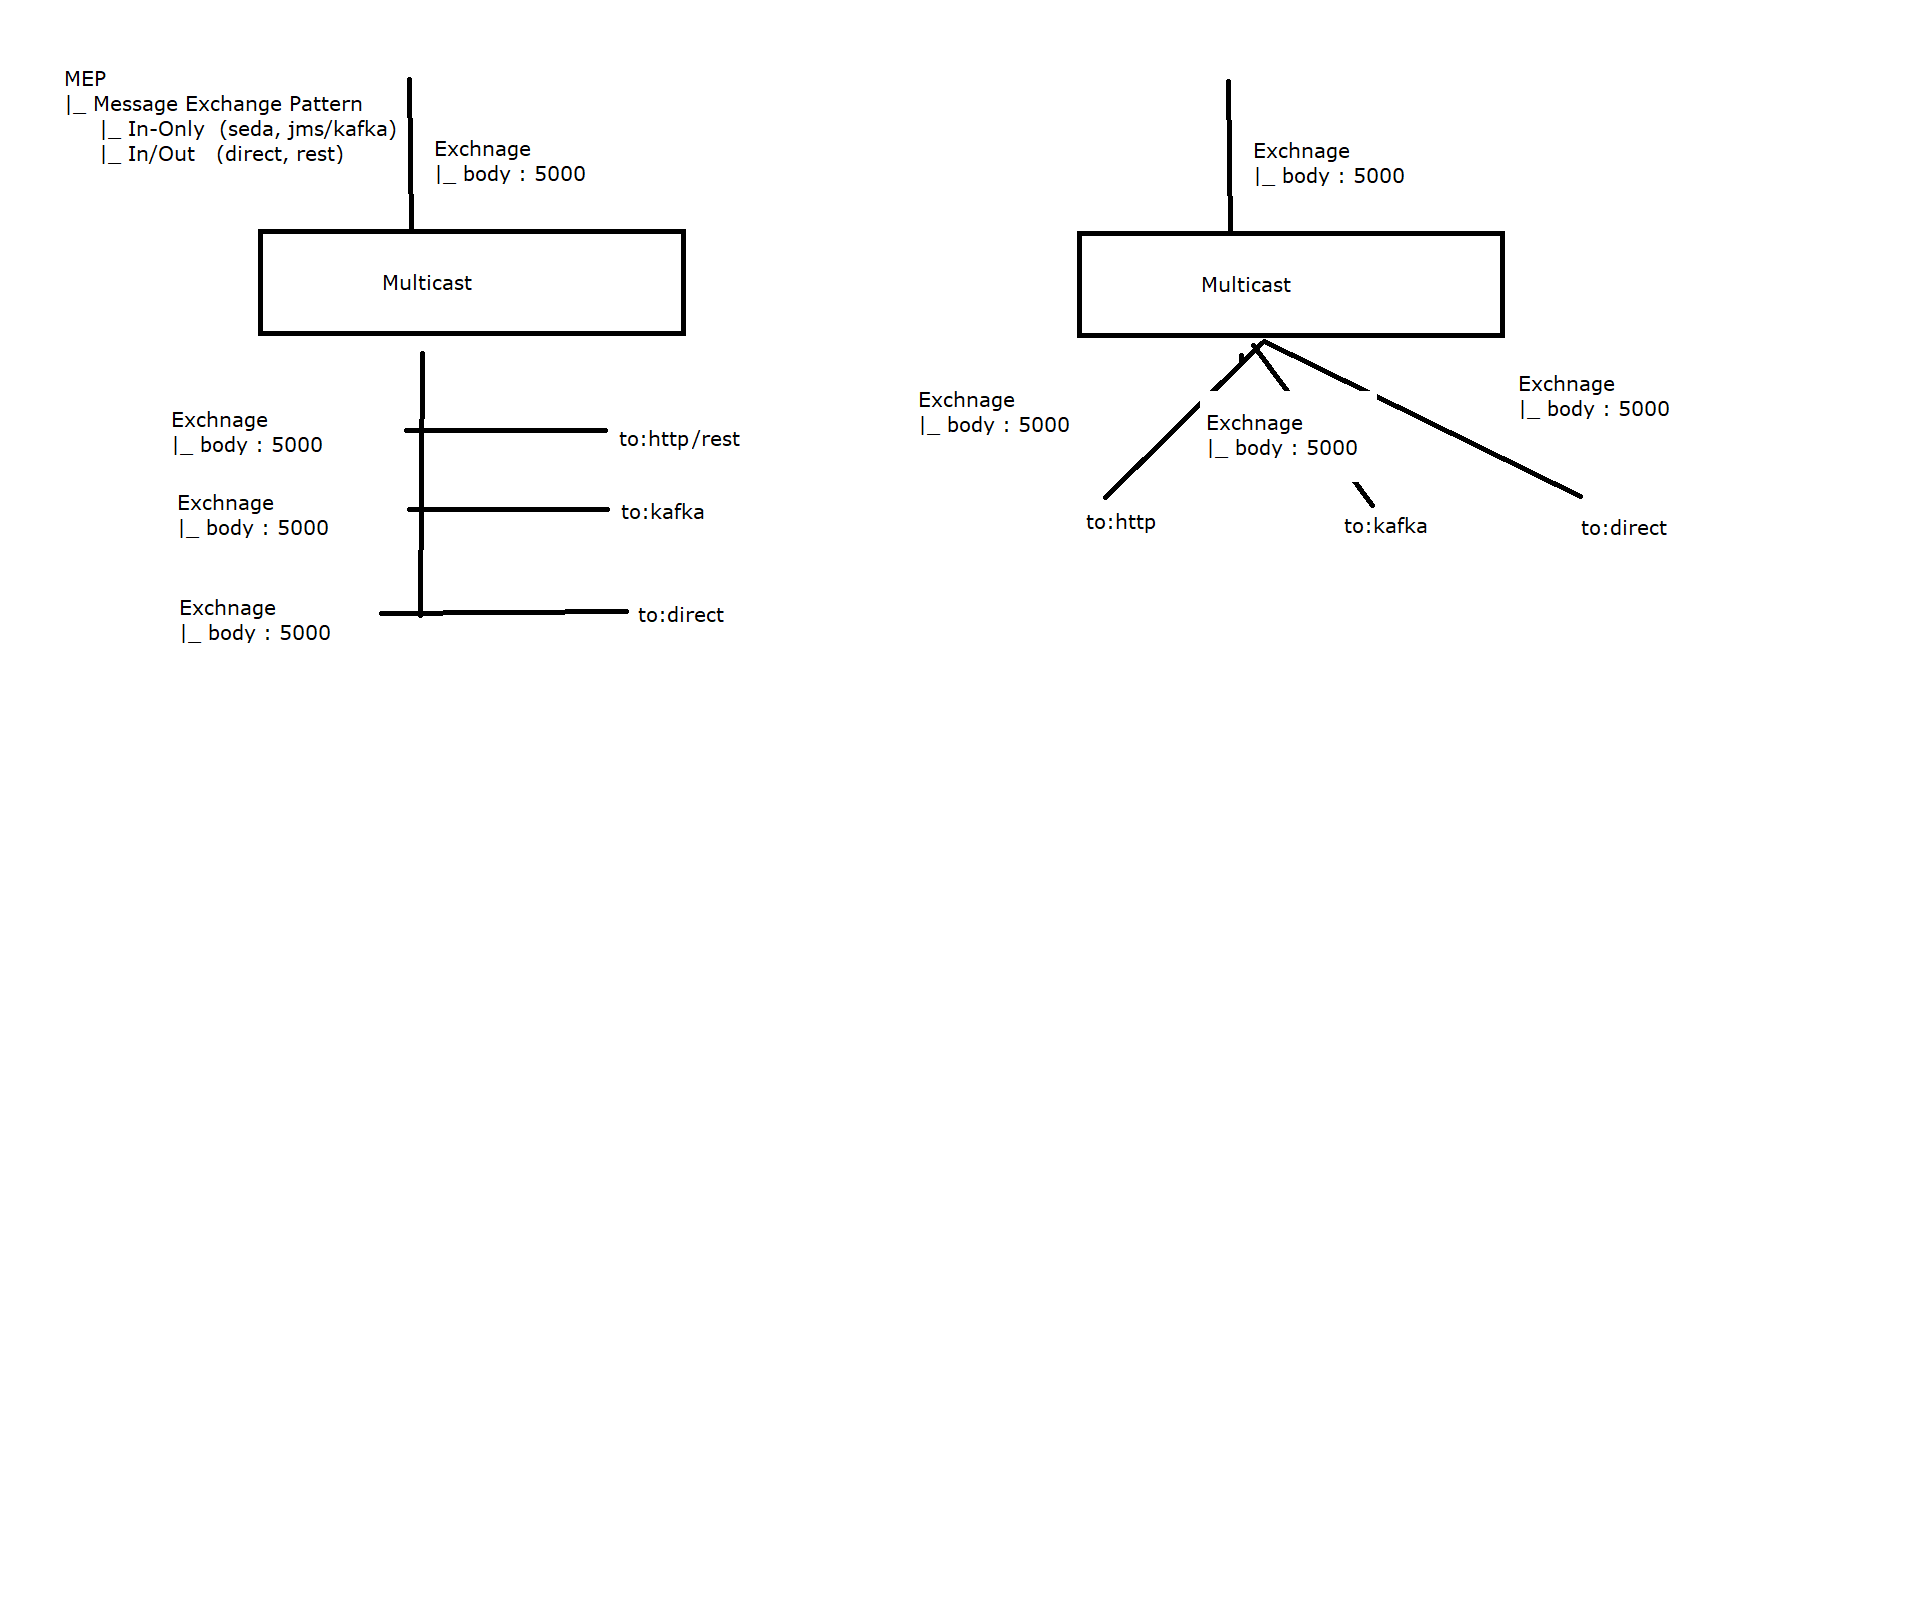 MEP
|_ Message Exchange Pattern
|_ In-Only (seda, jms/kafka)
|_ In/Out (direct, rest)
Exchnage
|_ body : 5000
Multicast
Exchnage
|_ body : 5000
to:http/rest
Exchnage
|_ body : 5000
to:kafka
Exchnage
|_ body : 5000
to:direct
Exchnage
|_ body : 5000
Multicast
Exchnage
|_ body : 5000
Exchnage
|_ body : 5000
Exchnage
|_ body : 5000
to:http
to:kafka
to:direct